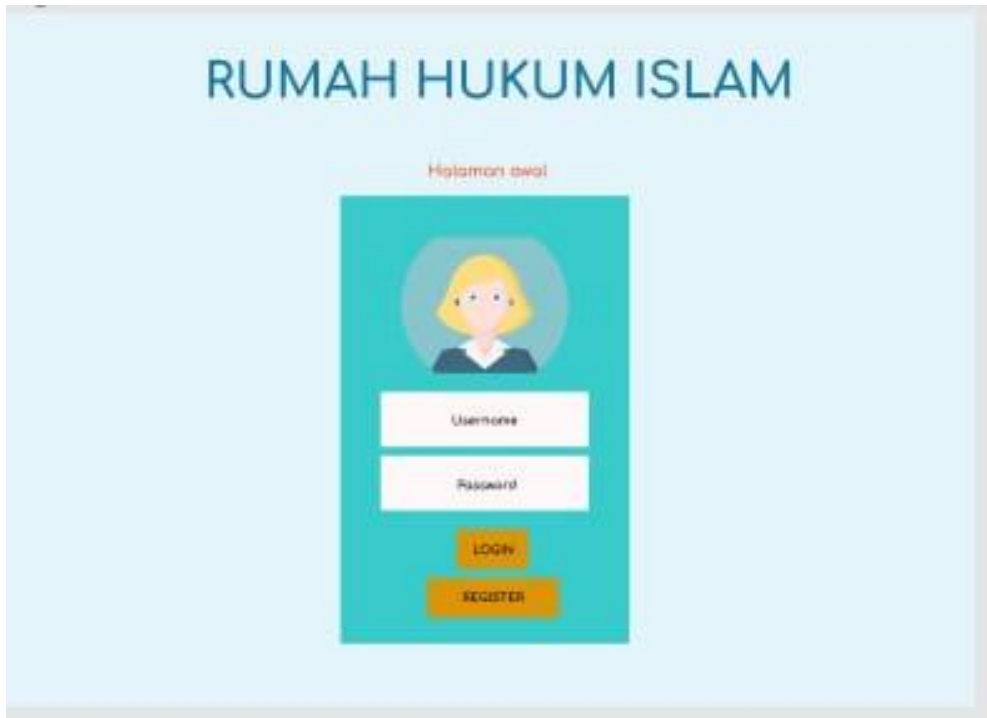 RUMAH HUKUM ISLAM
Halaman awal
Username
Password
LOGIN
REGISTER